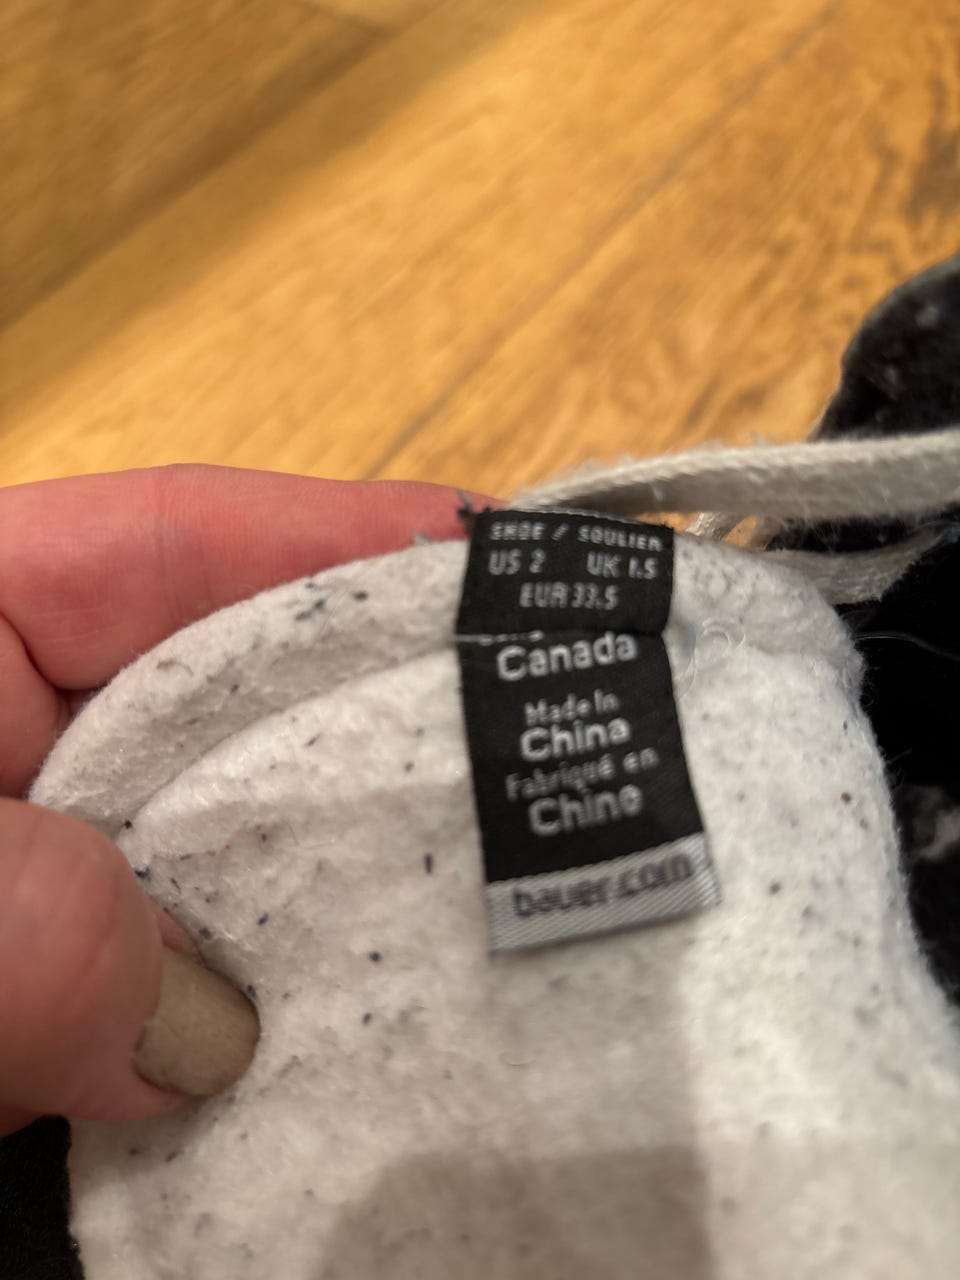 SHOE / SOULIER
US 2 UK 1.5
EUR 33.5
Canada
Made In
China
Fabriqué en
Chine
bauer.com